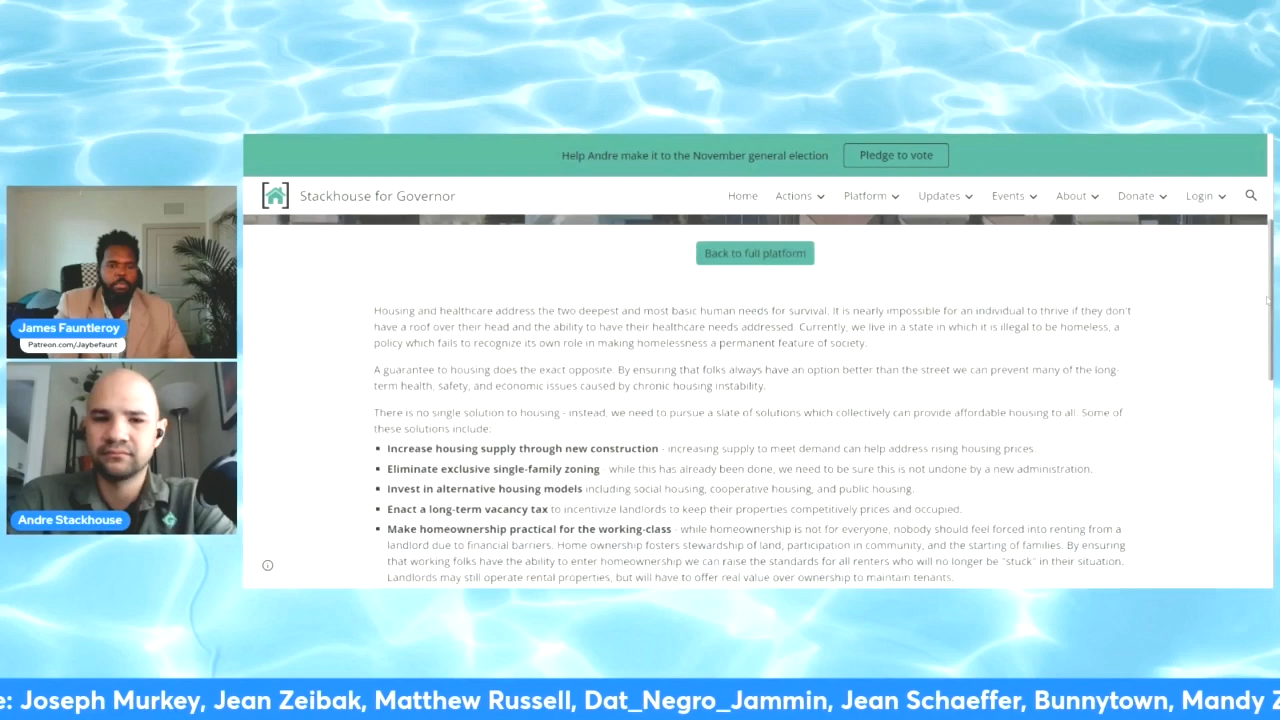 Help Andre make it to the November general election
Pledge to vote
Stackhouse for Governor
Home
Actions
Platform
Updates
Events
About
Donate
Login
Back to full platform
Housing and healthcare address the two deepest and most basic human needs for survival. It is nearly impossible for an individual to thrive if they don't
have a roof over their head and the ability to have their healthcare needs addressed. Currently, we live in a state in which it is illegal to be homeless, a
policy which fails to recognize its own role in making homelessness a permanent feature of society.
A guarantee to housing does the exact opposite. By ensuring that folks always have an option better than the street we can prevent many of the long-
term health, safety, and economic issues caused by chronic housing instability.
There is no single solution to housing - instead, we need to pursue a slate of solutions which collectively can provide affordable housing to all. Some of
these solutions include:
▪ Increase housing supply through new construction - increasing supply to meet demand can help address rising housing prices.
▪ Eliminate exclusive single-family zoning - while this has already been done, we need to be sure this is not undone by a new administration.
▪ Invest in alternative housing models including social housing, cooperative housing, and public housing.
▪ Enact a long-term vacancy tax to incentivize landlords to keep their properties competitively prices and occupied.
▪ Make homeownership practical for the working-class - while homeownership is not for everyone, nobody should feel forced into renting from a
landlord due to financial barriers. Home ownership fosters stewardship of land, participation in community, and the starting of families. By ensuring
that working folks have the ability to enter homeownership we can raise the standards for all renters who will no longer be "stuck" in their situation.
Landlords may still operate rental properties, but will have to offer real value over ownership to maintain tenants.
James Fauntleroy
Patreon.com/Jaybefaunt
Andre Stackhouse
e: Joseph Murkey, Jean Zeibak, Matthew Russell, Dat_Negro_Jammin, Jean Schaeffer, Bunnytown, Mandy Z